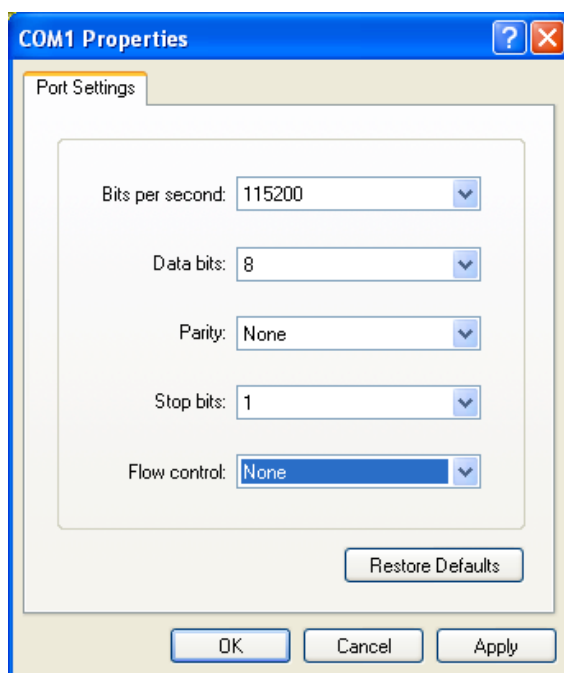 COM1 Properties
Port Settings
Bits per second: 115200
Data bits: 8
Parity: None
Stop bits: 1
Flow control: None
Restore Defaults
OK Cancel Apply